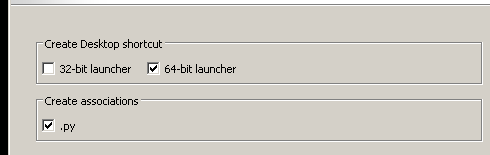 Create Desktop shortcut
32-bit launcher 64-bit launcher
Create associations
.py